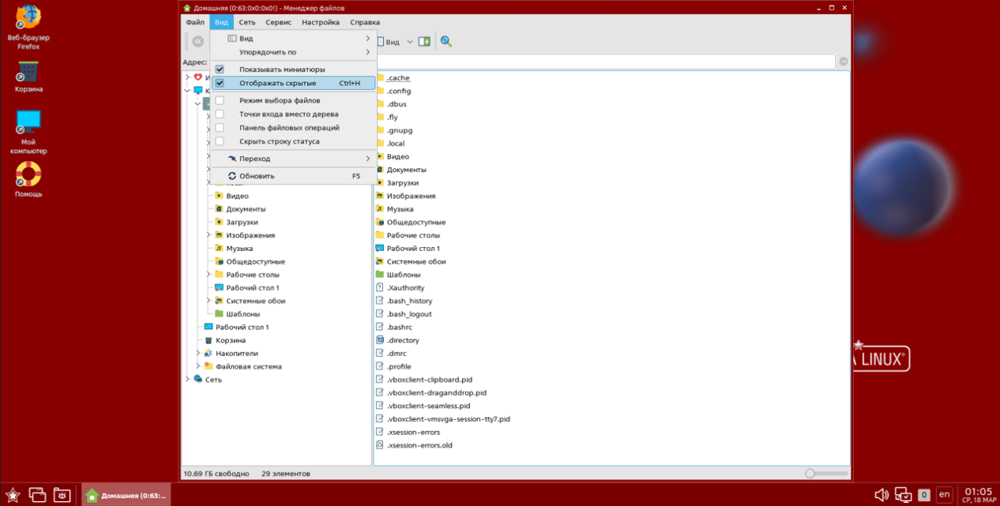 Домашняя (0:63:0x0:0x0!) - Менеджер файлов
Файл Вид Сеть Сервис Настройка Справка
Вид
Адрес:
Вид
Упорядочить по
Показывать миниатюры
Отображать скрытые Ctrl+H
Режим выбора файлов
Точки входа вместо дерева
Панель файловых операций
Скрыть строку статуса
Переход
Обновить F5
Веб-браузер
Firefox
Корзина
Мой
компьютер
Помощь
Видео
Документы
Загрузки
Изображения
Музыка
Общедоступные
Рабочие столы
Рабочий стол 1
Системные обои
Шаблоны
Рабочий стол 1
Корзина
Накопители
Файловая система
Сеть
.cache
.config
.dbus
.fly
.gnupg
.local
Видео
Документы
Загрузки
Изображения
Музыка
Общедоступные
Рабочие столы
Рабочий стол 1
Системные обои
Шаблоны
.Xauthority
.bash_history
.bash_logout
.bashrc
.directory
.dmrc
.profile
.vboxclient-clipboard.pid
.vboxclient-draganddrop.pid
.vboxclient-seamless.pid
.vboxclient-vmsvga-session-tty7.pid
.xsession-errors
.xsession-errors.old
LINUX®
10.69 ГБ свободно 29 элементов
Домашняя (0:63:...
0 en 01:05
СР, 18 МАР